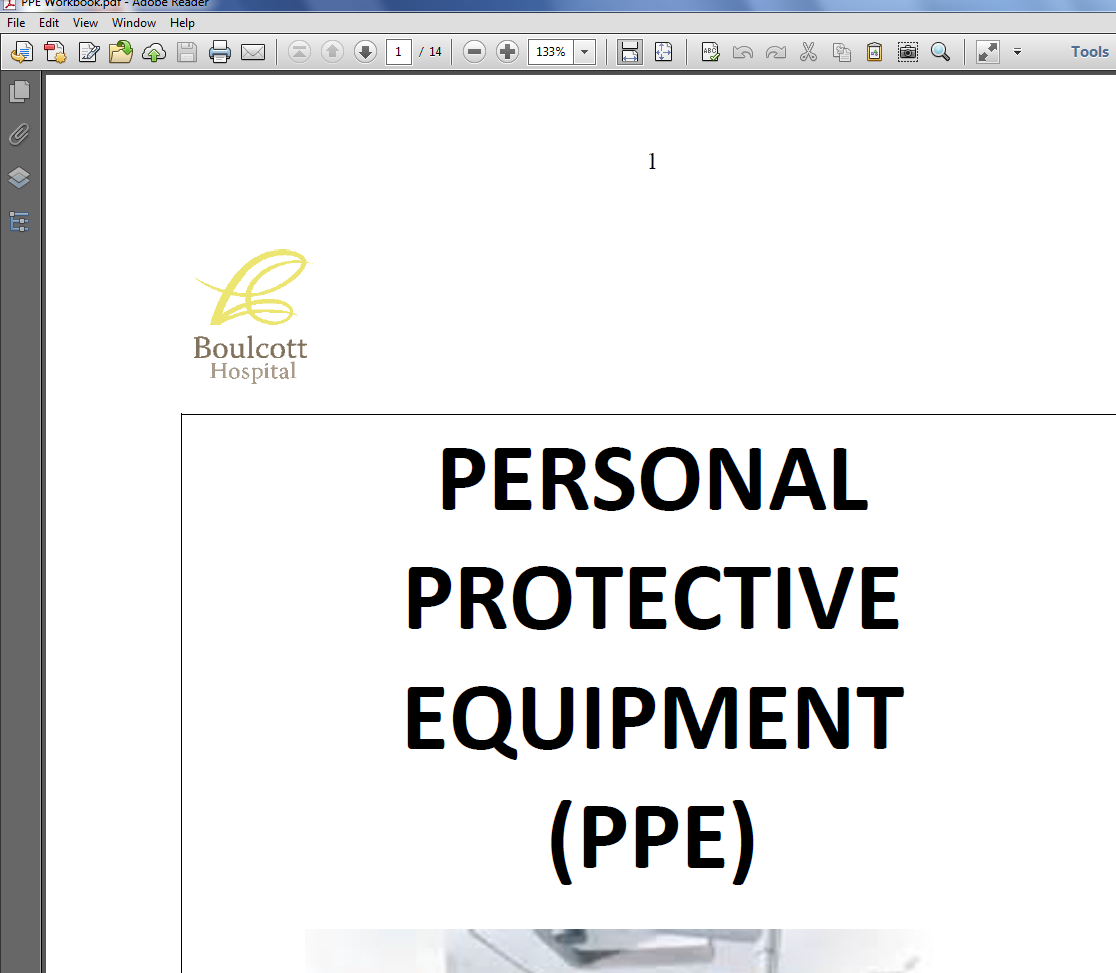 PPE Workbook.pdf - Adobe Reader
File Edit View Window Help
1 / 14 133% Tools
1
Boulcott
Hospital
PERSONAL
PROTECTIVE
EQUIPMENT
(PPE)